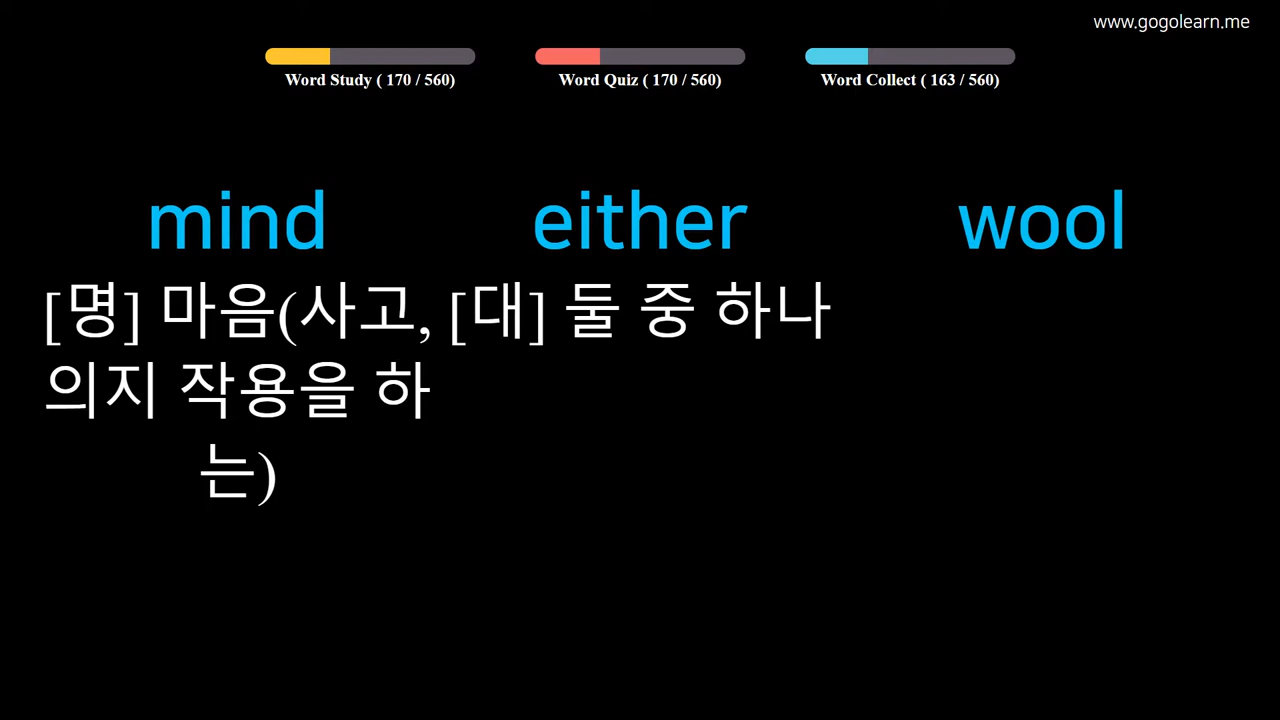 www.gogolearn.me
Word Study ( 170 / 560)
Word Quiz ( 170 / 560)
Word Collect ( 163 / 560)
mind
[명] 마음(사고,
의지 작용을 하
는)
either
[대] 둘 중 하나
wool